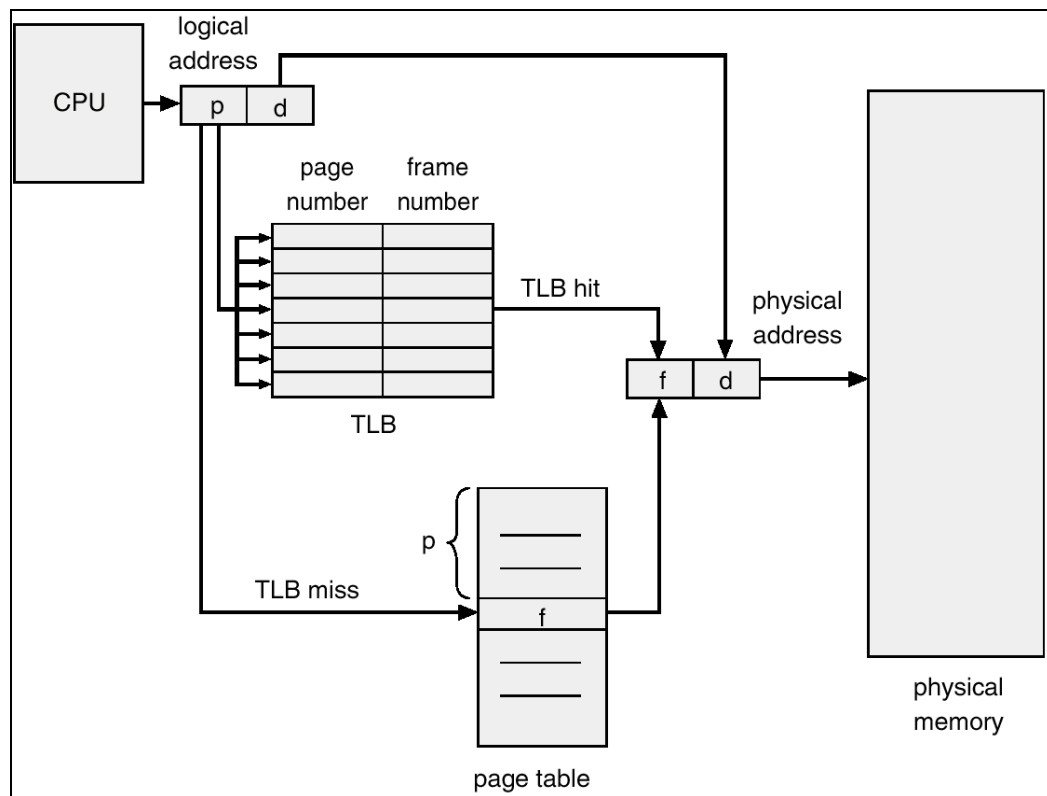 logical
address
CPU
p
d
page
number
frame
number
TLB hit
physical
address
f
d
TLB
p
TLB miss
f
physical
memory
page table